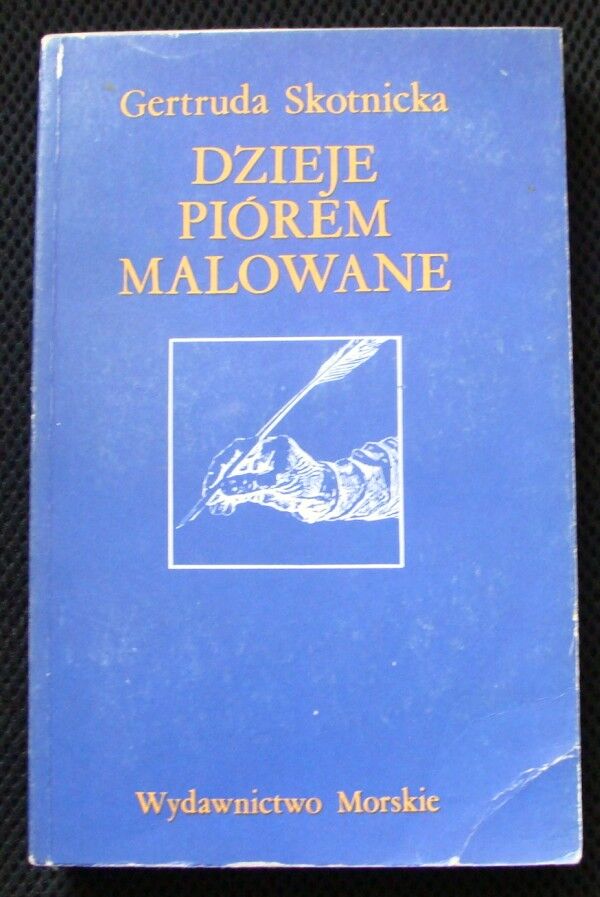 Gertruda Skotnicka
DZIEJE
PIÓREM
MALOWANE
Wydawnictwo Morskie